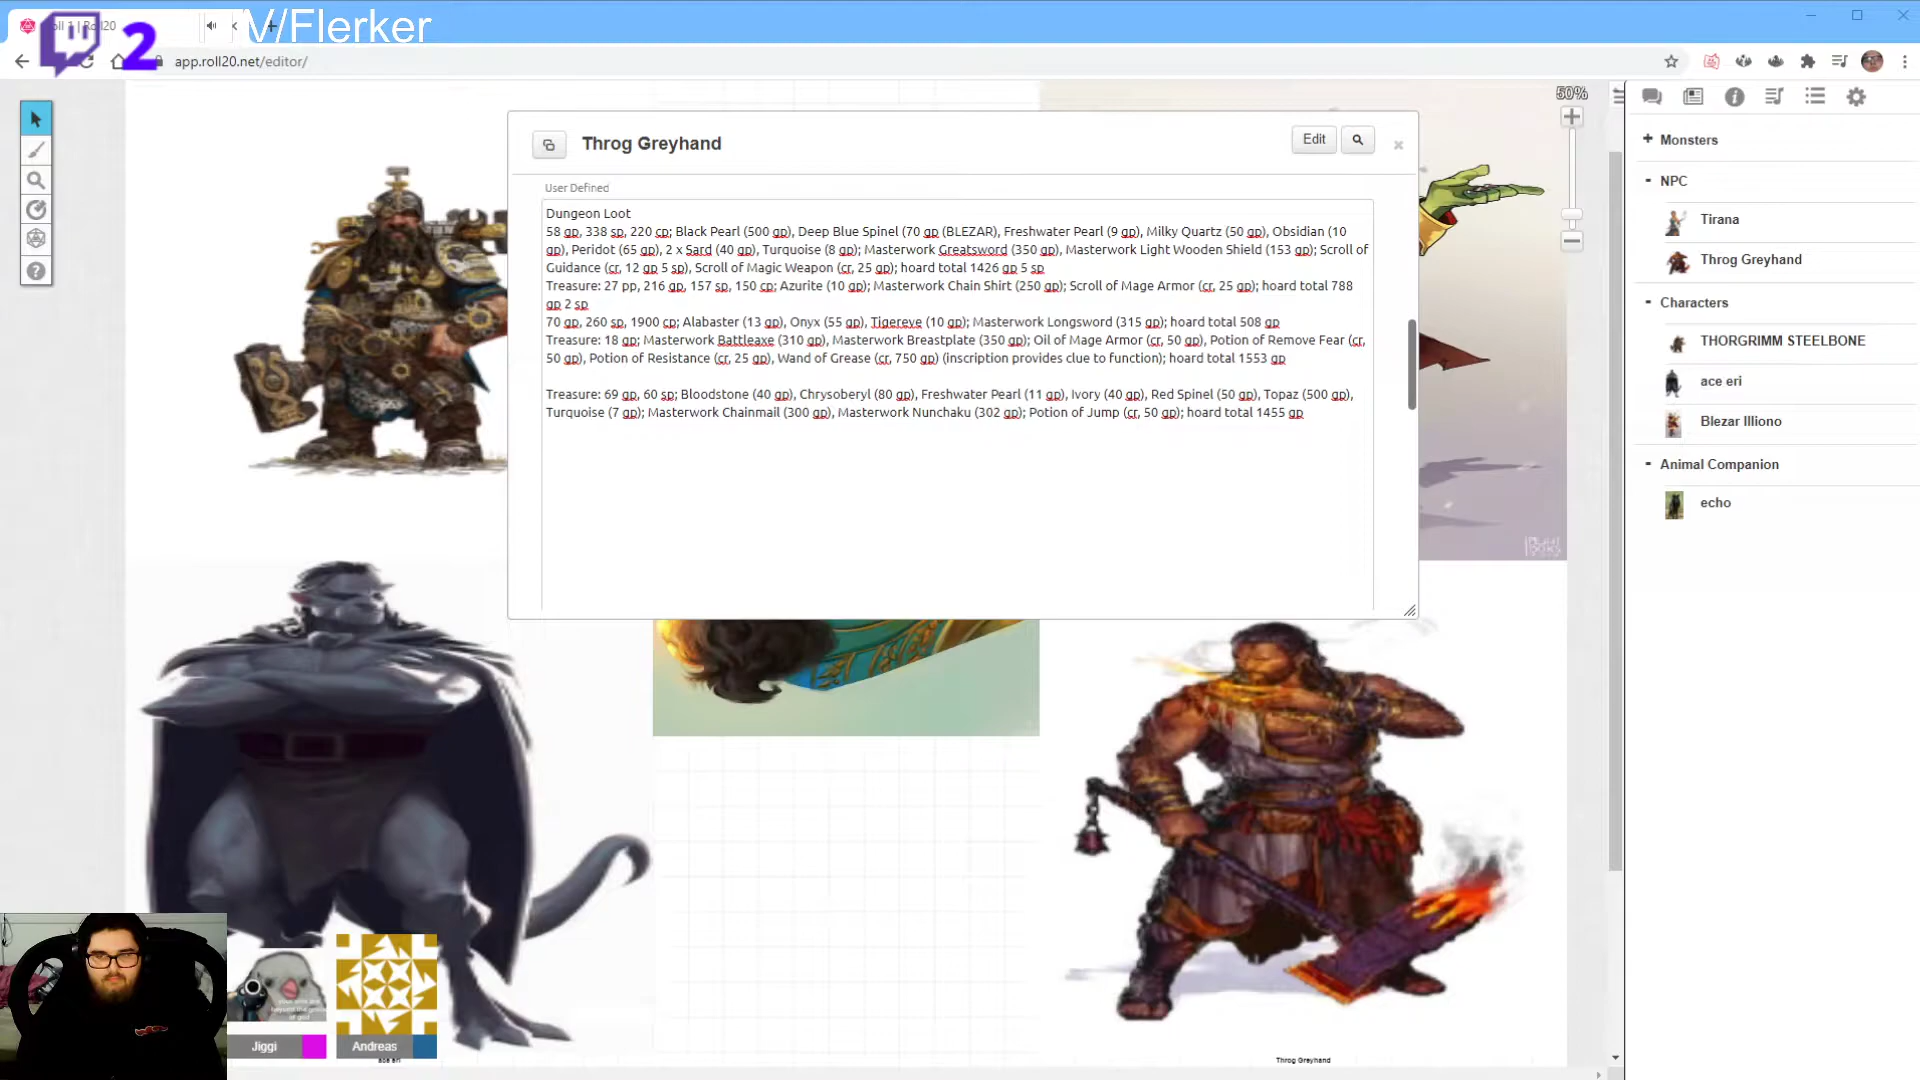 2
V/Flerker
Roll20
app.roll20.net/editor/
50%
Throg Greyhand
Edit
User Defined
Dungeon Loot
58 gp, 338 sp, 220 cp; Black Pearl (500 gp), Deep Blue Spinel (70 gp (BLEZAR), Freshwater Pearl (9 gp), Milky Quartz (50 gp), Obsidian (10
gp), Peridot (65 gp), 2 x Sard (40 gp), Turquoise (8 gp); Masterwork Greatsword (350 gp), Masterwork Light Wooden Shield (153 gp); Scroll of
Guidance (cr, 12 gp 5 sp), Scroll of Magic Weapon (cr, 25 gp); hoard total 1426 gp 5 sp
Treasure: 27 pp, 216 gp, 157 sp, 150 cp; Azurite (10 gp); Masterwork Chain Shirt (250 gp); Scroll of Mage Armor (cr, 25 gp); hoard total 788
gp 2 sp
70 gp, 260 sp, 1900 cp; Alabaster (13 gp), Onyx (55 gp), Tigereye (10 gp); Masterwork Longsword (315 gp); hoard total 508 gp
Treasure: 18 gp; Masterwork Battleaxe (310 gp), Masterwork Breastplate (350 gp); Oil of Mage Armor (cr, 50 gp), Potion of Remove Fear (cr,
50 gp), Potion of Resistance (cr, 25 gp), Wand of Grease (cr, 750 gp) (inscription provides clue to function); hoard total 1553 gp
Treasure: 69 gp, 60 sp; Bloodstone (40 gp), Chrysoberyl (80 gp), Freshwater Pearl (11 gp), Ivory (40 gp), Red Spinel (50 gp), Topaz (500 gp),
Turquoise (7 gp); Masterwork Chainmail (300 gp), Masterwork Nunchaku (302 gp); Potion of Jump (cr, 50 gp); hoard total 1455 gp
Monsters
NPC
Tirana
Throg Greyhand
Characters
THORGRIMM STEELBONE
ace eri
Blezar Illiono
Animal Companion
echo
Jiggi
Andreas
ace eri
Throg Greyhand